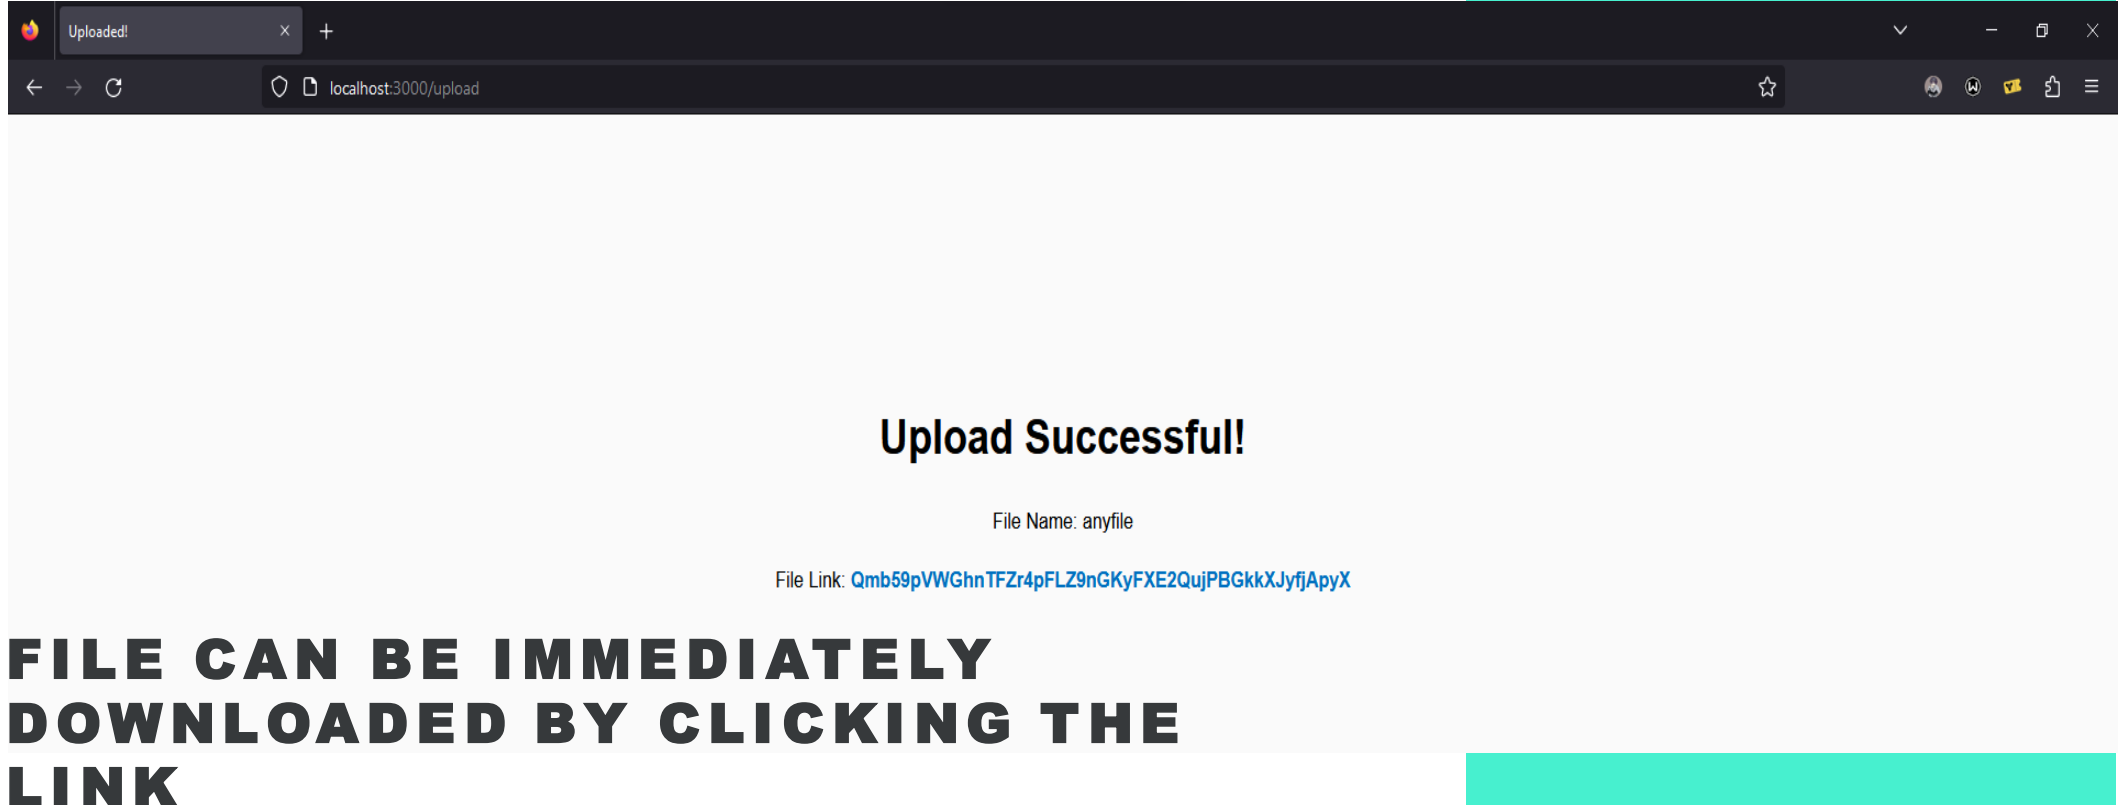 Uploaded!
localhost:3000/upload
Upload Successful!
File Name: anyfile
File Link: Qmb59pVWGhnTFZr4pFLZ9nGKyFXE2QujPBGkkXJyfjApyX
FILE CAN BE IMMEDIATELY
DOWNLOADED BY CLICKING THE
LINK